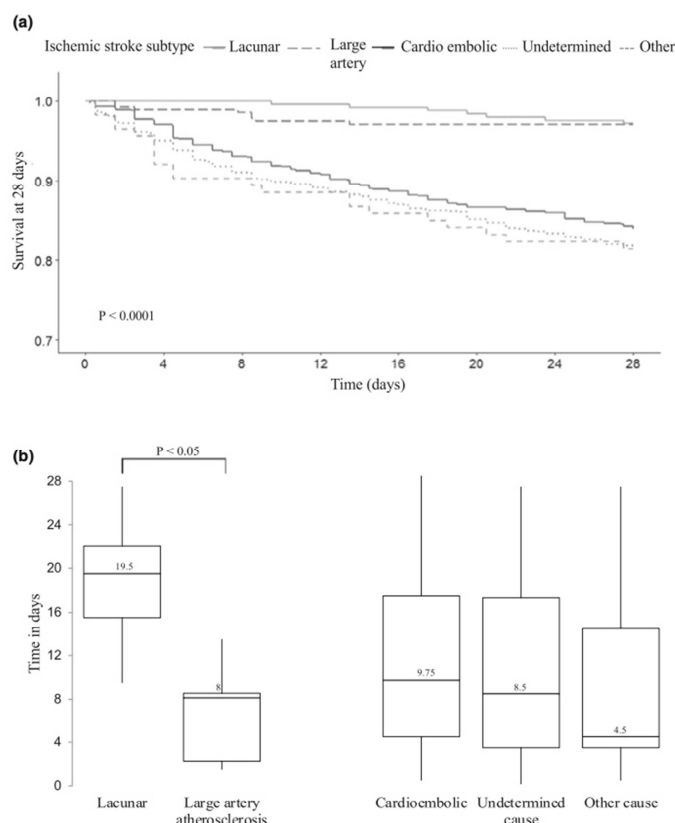 (a)
Ischemic stroke subtype Lacunar Large artery Cardio embolic Undetermined Other
Survival at 28 days
1.0
0.9
0.8
0.7
P < 0.0001
0 4 8 12 16 20 24 28
Time (days)
(b)
P < 0.05
Time in days
28
24
20
16
12
8
4
0
19.5
8
9.75
8.5
4.5
Lacunar Large artery atherosclerosis Cardioembolic Undetermined cause Other cause